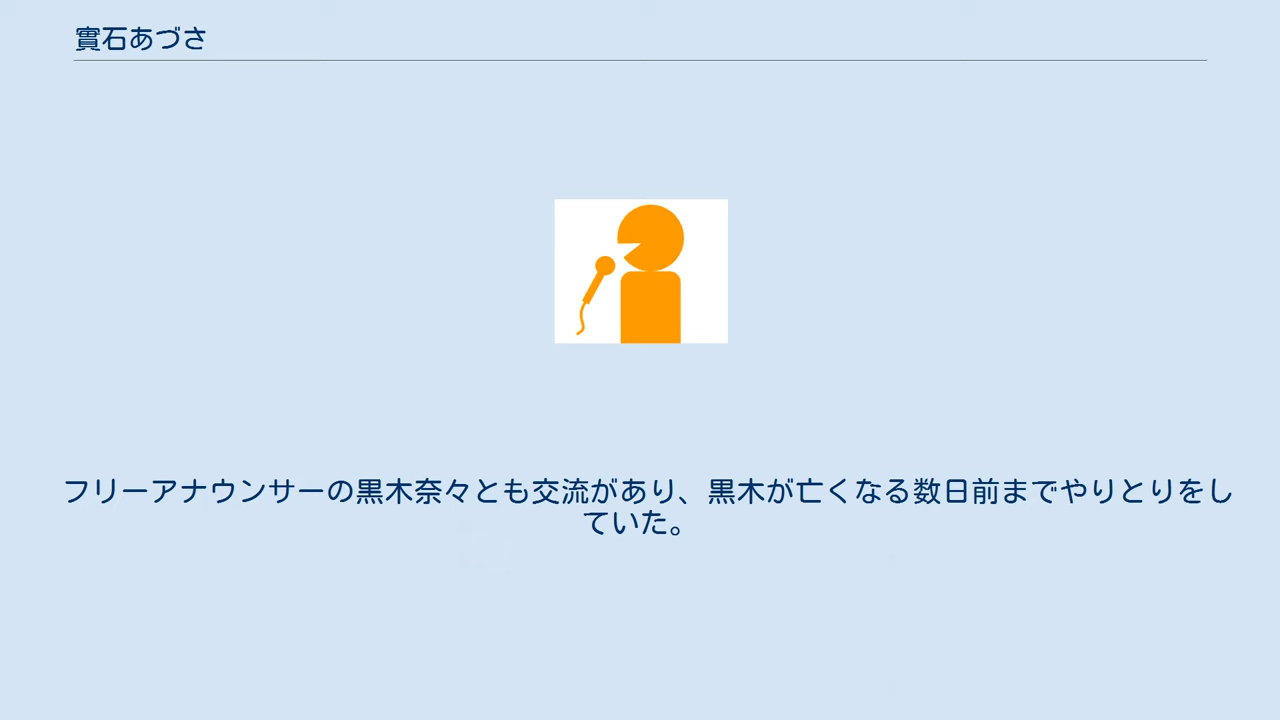 實石あづさ
フリーアナウンサーの黒木奈々とも交流があり、黒木が亡くなる数日前までやりとりをし
ていた。